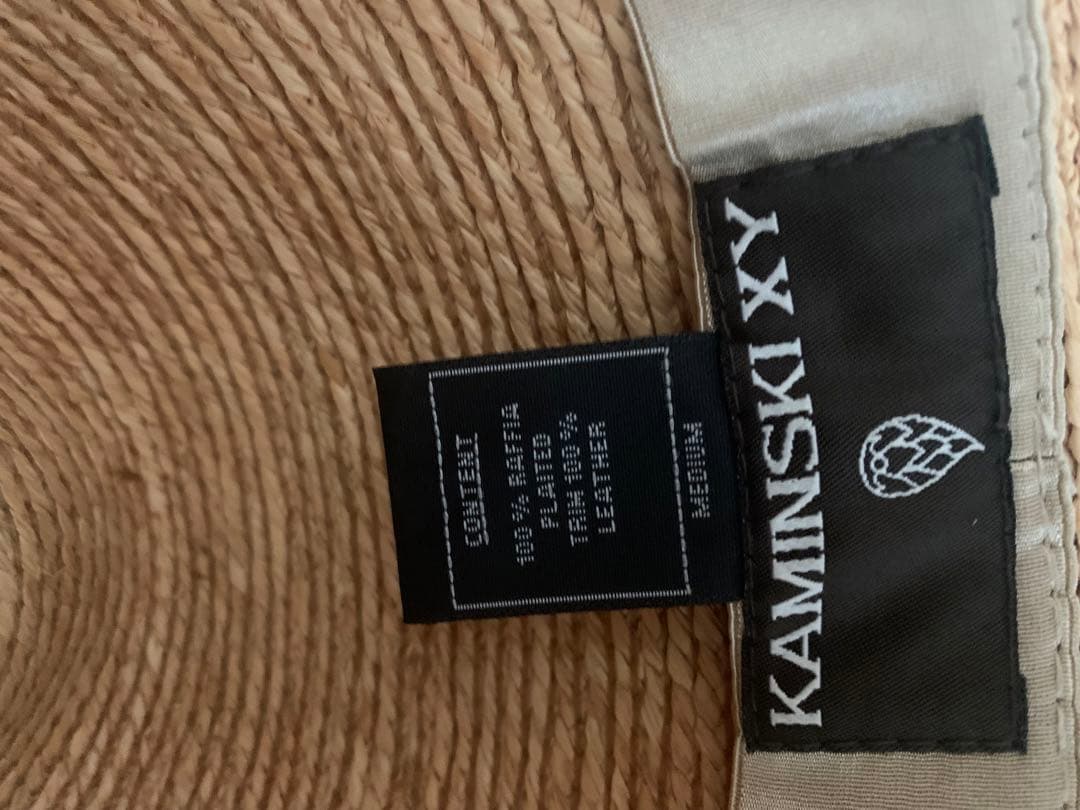 KAMINSKI XY
MEDIUM
CONTENT
100% RAFFIA
PLAITED
TRIM 100%
LEATHER